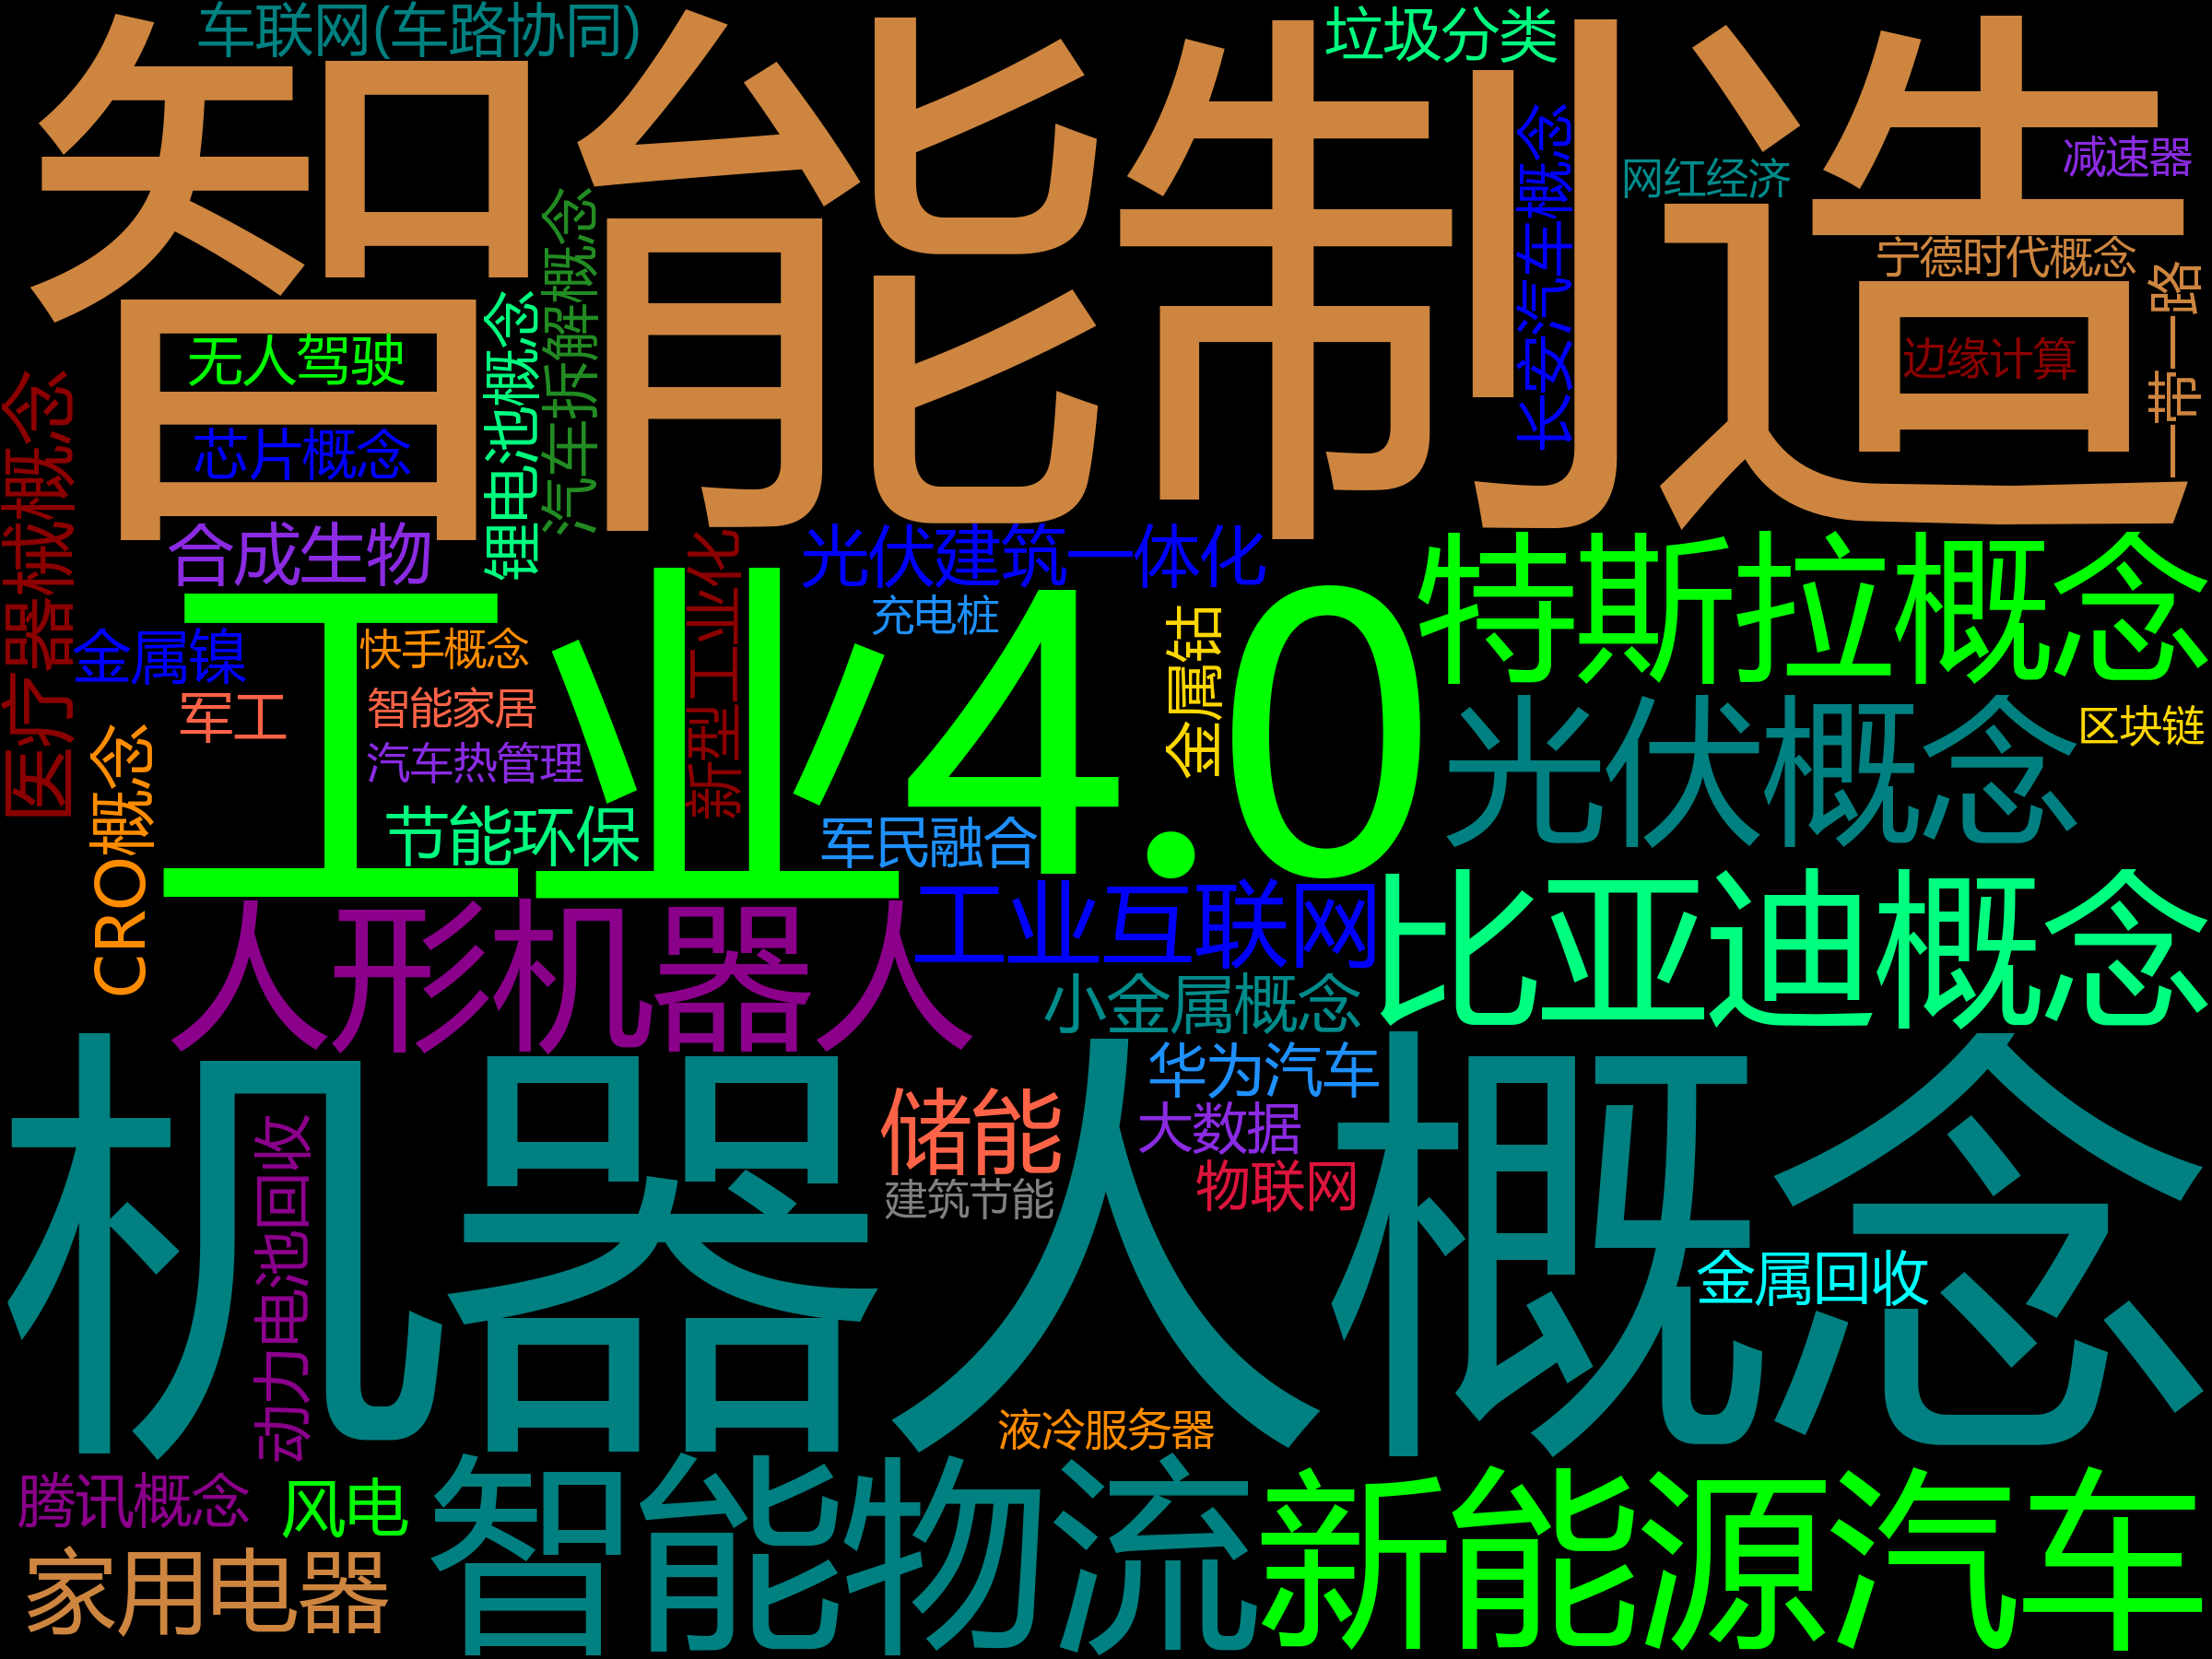 车联网(车路协同)
垃圾分类
智能制造
长安汽车概念
网红经济
减速器
宁德时代概念
一带一路
边缘计算
无人驾驶
芯片概念
锂电池概念
汽车拆解概念
医疗器械概念
合成生物
光伏建筑一体化
特斯拉概念
新型工业化
充电桩
工业4.0
金属钴
金属镍
快手概念
军工
智能家居
汽车热管理
节能环保
军民融合
光伏概念
区块链
CRO概念
人形机器人
工业互联网
比亚迪概念
小金属概念
华为汽车
机器人概念
储能
大数据
物联网
建筑节能
金属回收
动力电池回收
液冷服务器
腾讯概念
风电
智能物流
新能源汽车
家用电器